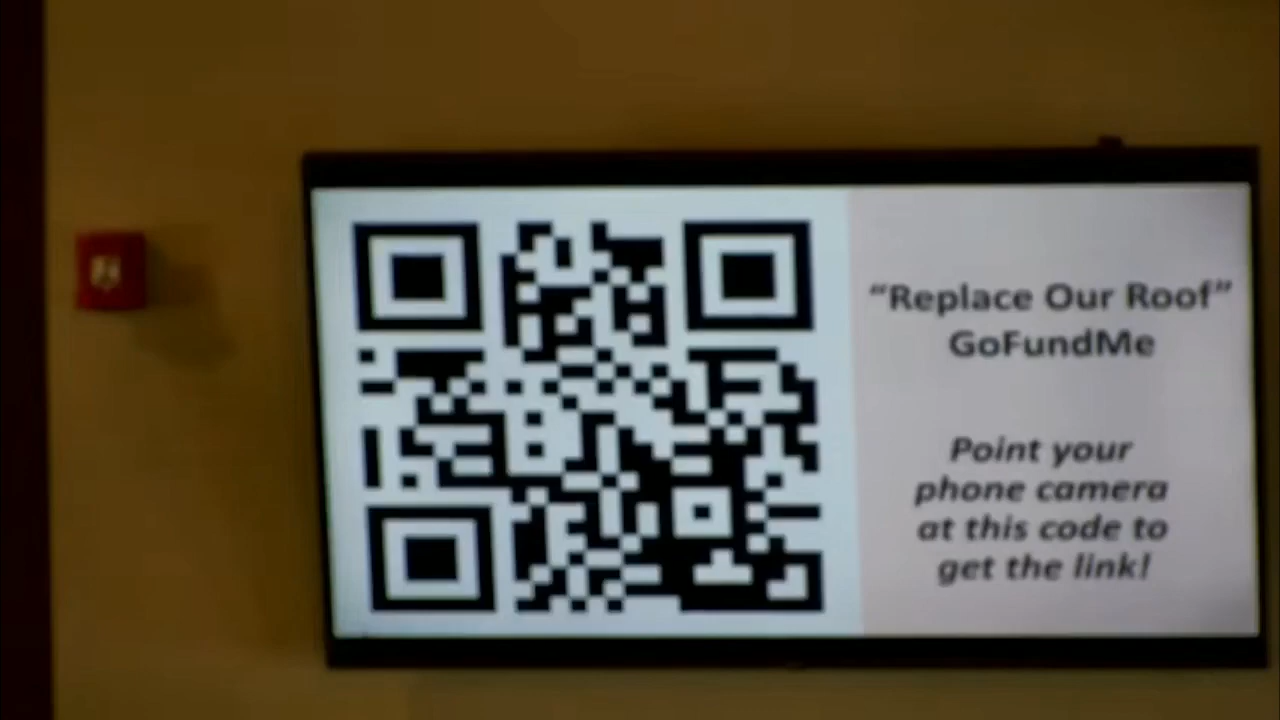 “Replace Our Roof”
GoFundMe
Point your
phone camera
at this code to
get the link!